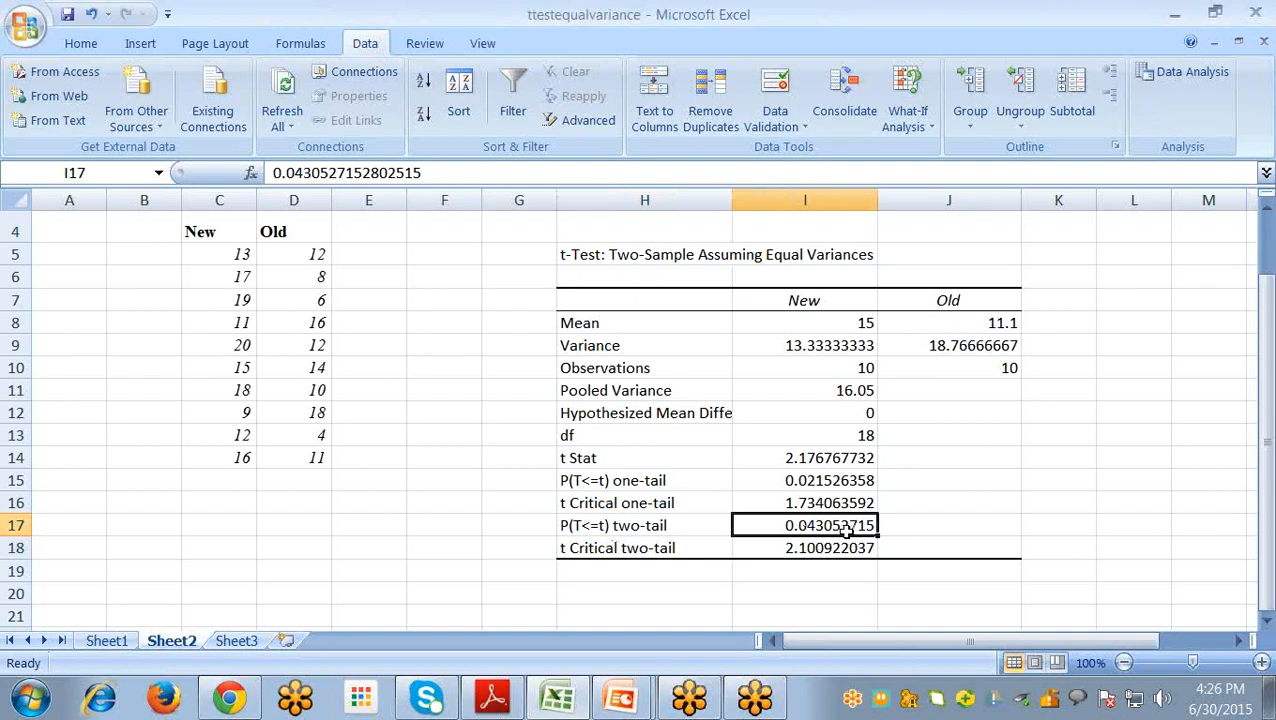 ttestequalvariance - Microsoft Excel
Home Insert Page Layout Formulas Data Review View
From Access
From Web
From Text
From Other Sources
Existing Connections
Get External Data
Refresh All
Connections
Properties
Edit Links
Connections
Sort
Filter
Clear
Reapply
Advanced
Sort & Filter
Text to Columns
Remove Duplicates
Data Validation
Consolidate
What-If Analysis
Data Tools
Group
Ungroup
Subtotal
Outline
Data Analysis
Analysis
I17 fx 0.0430527152802515
A B C D E F G H I J K L M
4 New Old
5 13 12 t-Test: Two-Sample Assuming Equal Variances
6 17 8
7 19 6 New Old
8 11 16 Mean 15 11.1
9 20 12 Variance 13.33333333 18.76666667
10 15 14 Observations 10 10
11 18 10 Pooled Variance 16.05
12 9 18 Hypothesized Mean Diffe 0
13 12 4 df 18
14 16 11 t Stat 2.176767732
15 P(T<=t) one-tail 0.021526358
16 t Critical one-tail 1.734063592
17 P(T<=t) two-tail 0.043052715
18 t Critical two-tail 2.100922037
19
20
21
Sheet1 Sheet2 Sheet3
Ready 100%
4:26 PM
6/30/2015